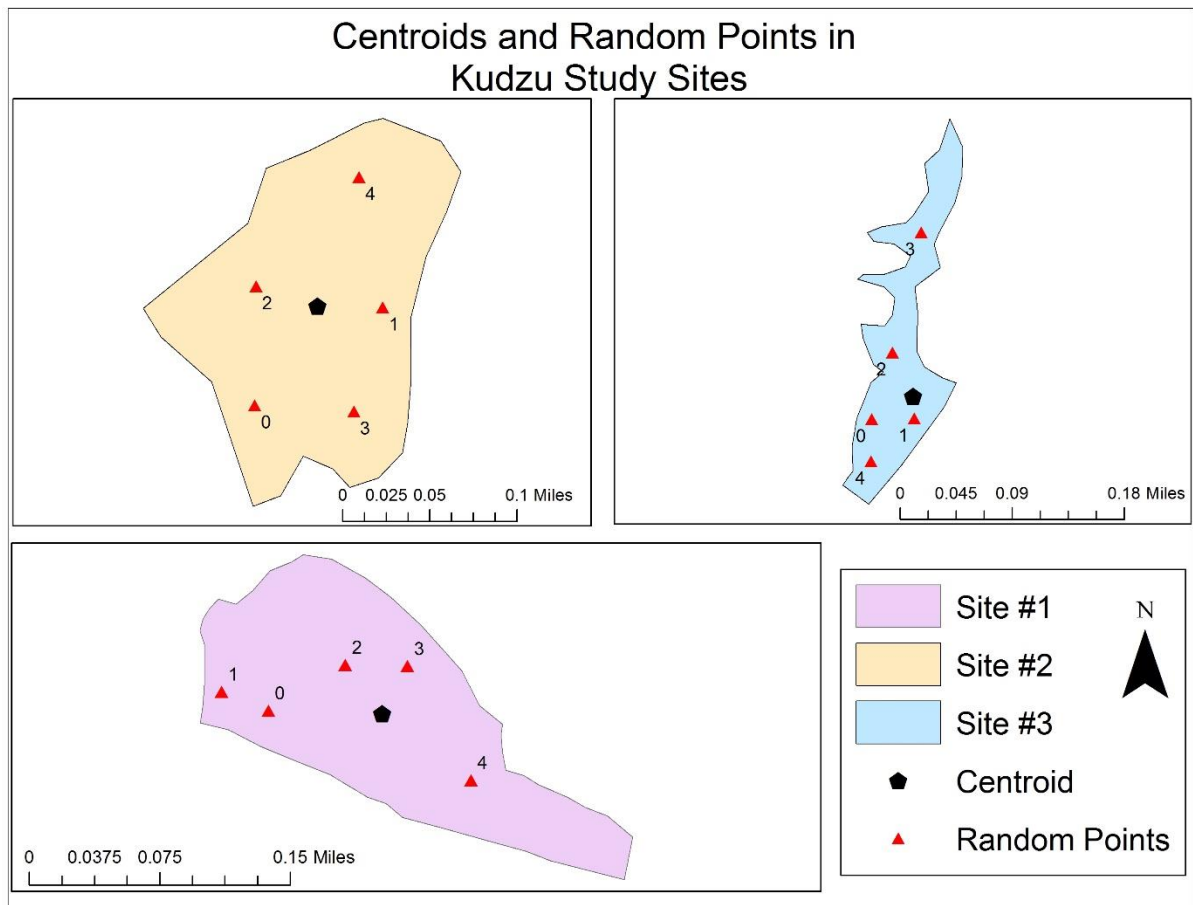 Centroids and Random Points in
Kudzu Study Sites
4
2
1
0
3
0 0.025 0.05 0.1 Miles
3
2
0
1
4
0 0.045 0.09 0.18 Miles
2
3
1
0
4
0 0.0375 0.075 0.15 Miles
Site #1
N
Site #2
Site #3
Centroid
Random Points